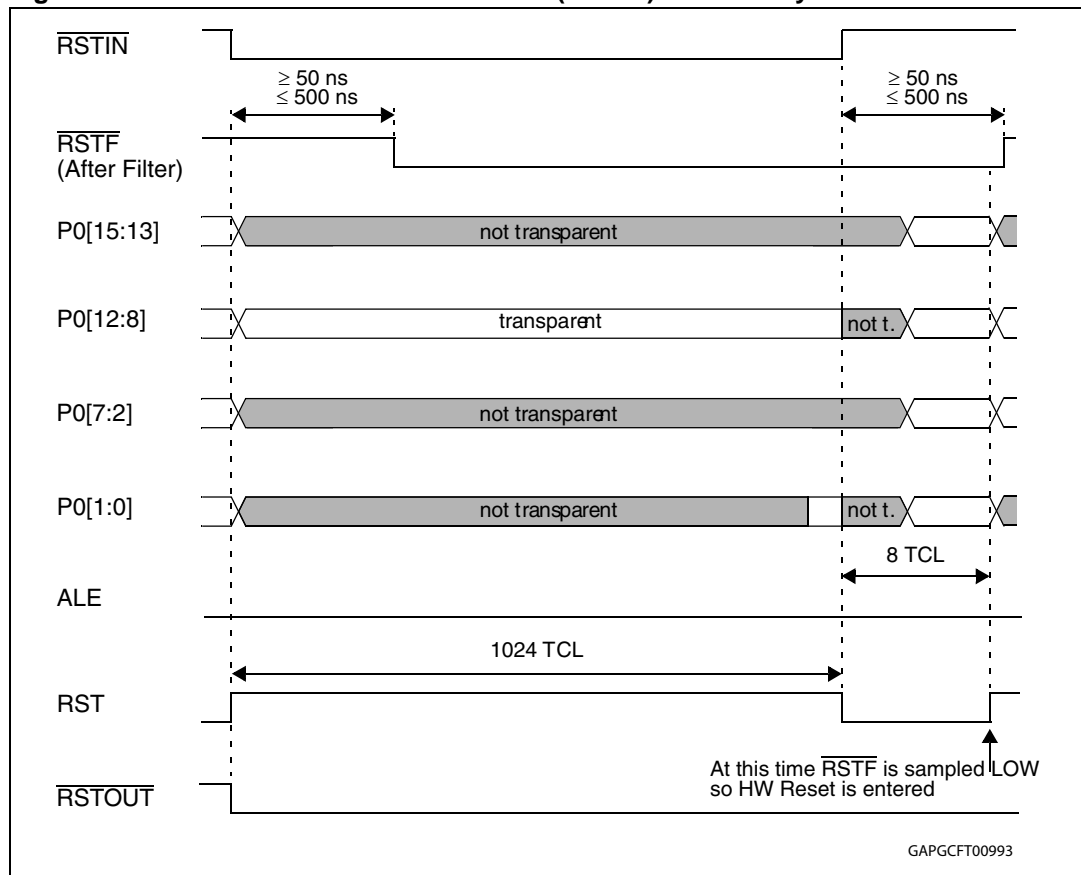 RSTIN
≥ 50 ns
≤ 500 ns
≥ 50 ns
≤ 500 ns
RSTF
(After Filter)
P0[15:13]
not transparent
P0[12:8]
transparent
not t.
P0[7:2]
not transparent
P0[1:0]
not transparent
not t.
8 TCL
ALE
1024 TCL
RST
At this time RSTF is sampled LOW
so HW Reset is entered
RSTOUT
GAPGCFT00993